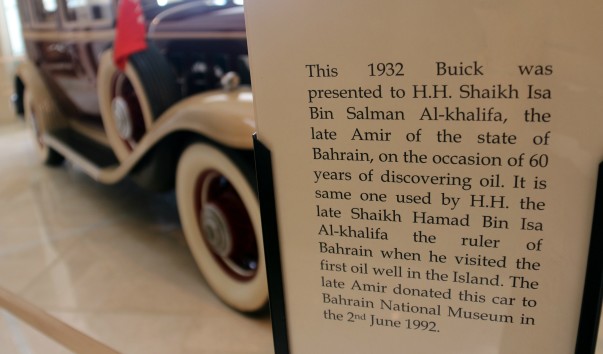 This 1932 Buick was
presented to H.H. Shaikh Isa
Bin Salman Al-khalifa, the
late Amir of the state of
Bahrain, on the occasion of 60
years of discovering oil. It is
same one used by H.H. the
late Shaikh Hamad Bin Isa
Al-khalifa the ruler of
Bahrain when he visited the
first oil well in the Island. The
late Amir donated this car to
Bahrain National Museum in
the 2nd June 1992.